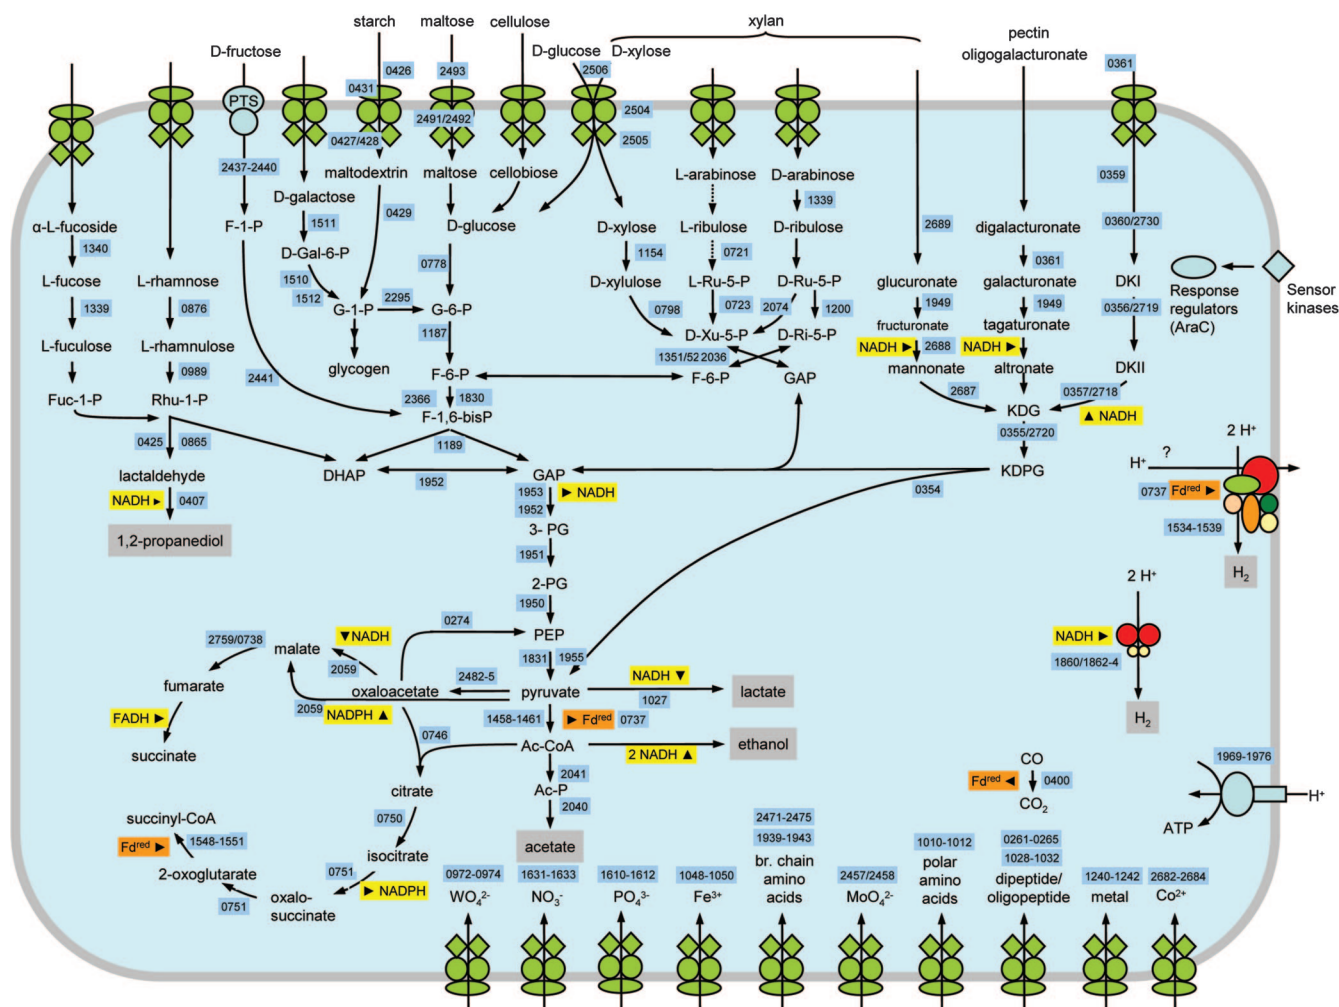 starch
maltose
cellulose
xylan
D-fructose
D-glucose
D-xylose
pectin
oligogalacturonate
0426
0431
2493
2506
0361
PTS
2491/2492
2504
0427/428
2505
2437-2440
maltodextrin
maltose
cellobiose
L-arabinose
D-arabinose
0359
D-galactose
0429
1339
α-L-fucoside
F-1-P
1511
D-glucose
D-xylose
L-ribulose
D-ribulose
2689
digalacturonate
0360/2730
1340
D-Gal-6-P
0778
1154
0721
0361
L-fucose
L-rhamnose
1510
1512
2295
D-xylulose
L-Ru-5-P
D-Ru-5-P
glucuronate
galacturonate
DKI
Response
regulators
(AraC)
Sensor
kinases
1339
0876
G-1-P
G-6-P
0798
0723
2074
1200
1949
1949
0356/2719
1187
D-Xu-5-P
D-Ri-5-P
fructuronate
tagaturonate
L-fuculose
L-rhamnulose
NADH ►
2688
NADH ►
1351/52
2036
glycogen
F-6-P
F-6-P
GAP
mannonate
altronate
DKII
0989
2441
Fuc-1-P
Rhu-1-P
2366
1830
2687
0357/2718
F-1,6-bisP
KDG
▲ NADH
0425
0865
1189
0355/2720
2 H+
lactaldehyde
DHAP
GAP
KDPG
H+
?
1952
0354
NADH ►
0407
1953
► NADH
1952
0737
Fdred ►
1,2-propanediol
3- PG
1534-1539
1951
2-PG
H2
1950
2 H+
0274
2759/0738
▼NADH
PEP
NADH ►
malate
2059
1831
1955
1860/1862-4
fumarate
oxaloacetate
2482-5
pyruvate
NADH ▼
lactate
2059
NADPH ▲
1027
H2
FADH ►
1458-1461
► Fdred
0737
succinate
0746
Ac-CoA
2 NADH ▲
ethanol
CO
1969-1976
2041
Fdred ◄
0400
citrate
Ac-P
CO2
H+
2040
succinyl-CoA
0750
2471-2475
ATP
Fdred ►
1548-1551
acetate
1939-1943
1010-1012
0261-0265
isocitrate
1028-1032
2-oxoglutarate
0751
0972-0974
1631-1633
1610-1612
1048-1050
br. chain
amino
acids
2457/2458
polar
amino
acids
dipeptide/
oligopeptide
1240-1242
2682-2684
► NADPH
0751
oxalo-
succinate
WO42-
NO3-
PO43-
Fe3+
MoO42-
metal
Co2+